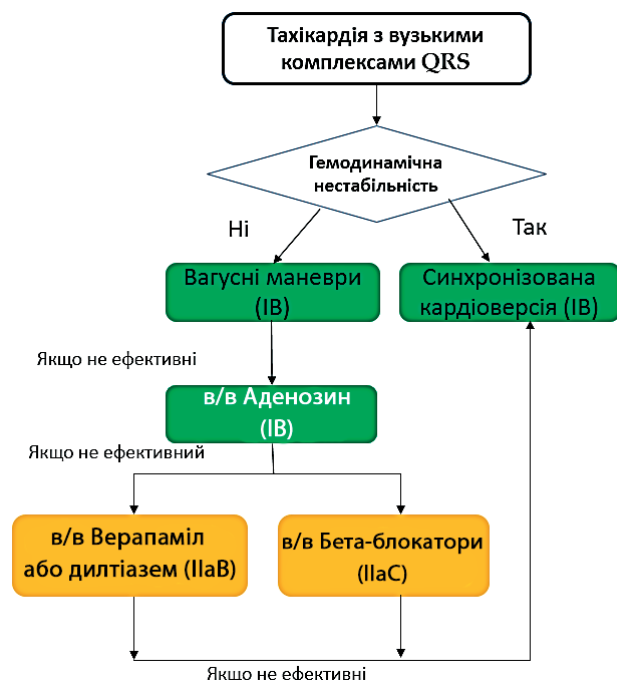 Тахікардія з вузькими
комплексами QRS
Гемодинамічна
нестабільність
Ні
Так
Вагусні маневри
(IB)
Синхронізована
кардіоверсія (IB)
Якщо не ефективні
в/в Аденозин
(IB)
Якщо не ефективний
в/в Верапаміл
або дилтіазем (IIaB)
в/в Бета-блокатори
(IIaC)
Якщо не ефективні